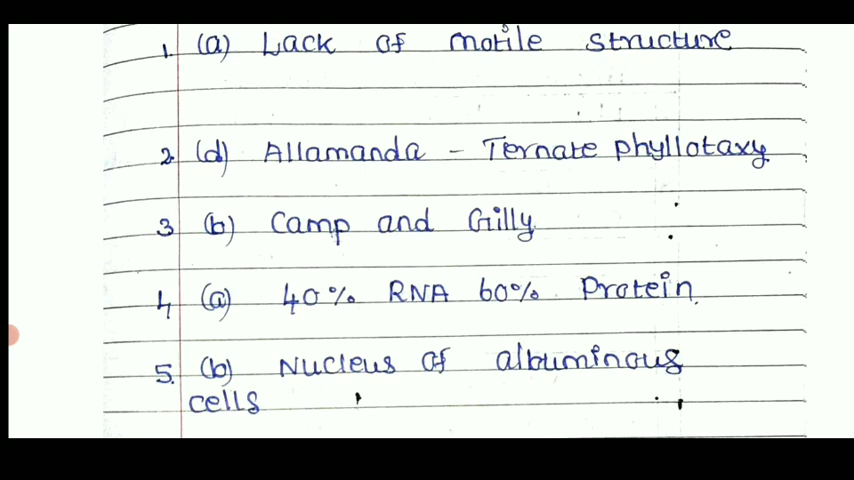 1. (a) Lack of motile structure
2. (d) Allamanda - Ternate phyllotaxy
3 (b) Camp and Gilly
4 (a) 40% RNA 60% Protein.
5. (b) Nucleus of albuminous
cells